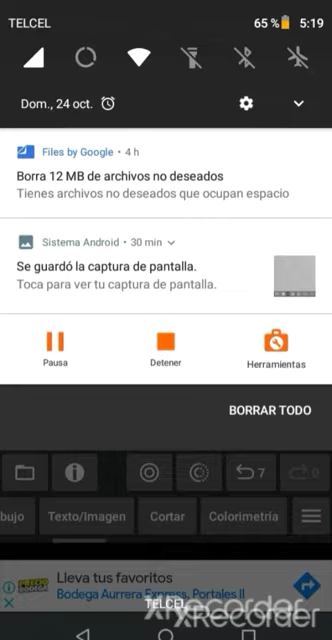 TELCEL 65 % 5:19
Dom., 24 oct.
Files by Google • 4 h
Borra 12 MB de archivos no deseados
Tienes archivos no deseados que ocupan espacio
Sistema Android • 30 min
Se guardó la captura de pantalla.
Toca para ver tu captura de pantalla.
Pausa Detener Herramientas
BORRAR TODO
7 0
bujo Texto/Imagen Cortar Colorimetría
Lleva tus favoritos
Bodega Aurrera Express, Portales II
TELCEL
XRecorder